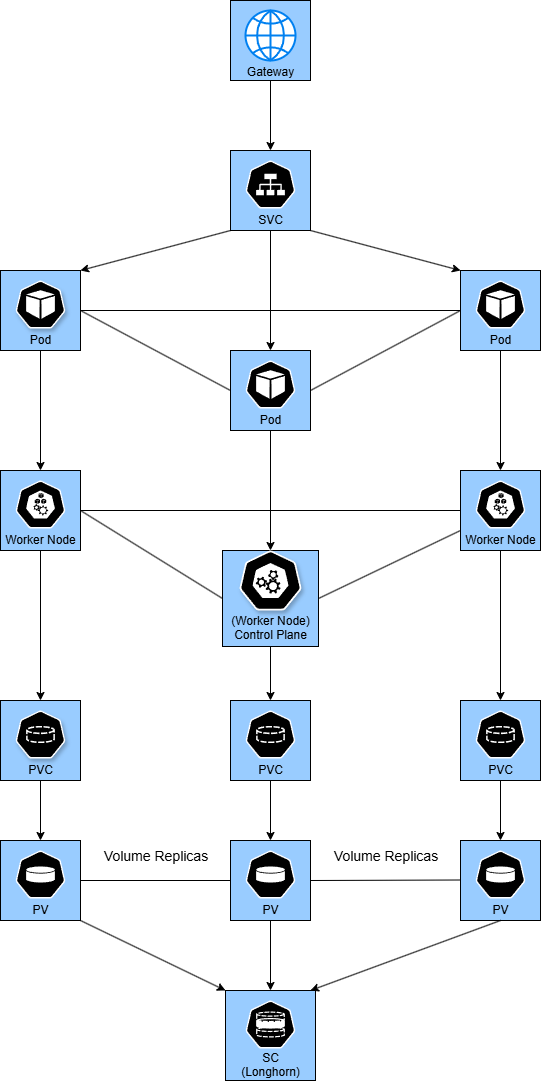 Gateway
SVC
Pod
Pod
Pod
Worker Node
Worker Node
(Worker Node)
Control Plane
PVC
PVC
PVC
Volume Replicas
Volume Replicas
PV
PV
PV
SC
(Longhorn)